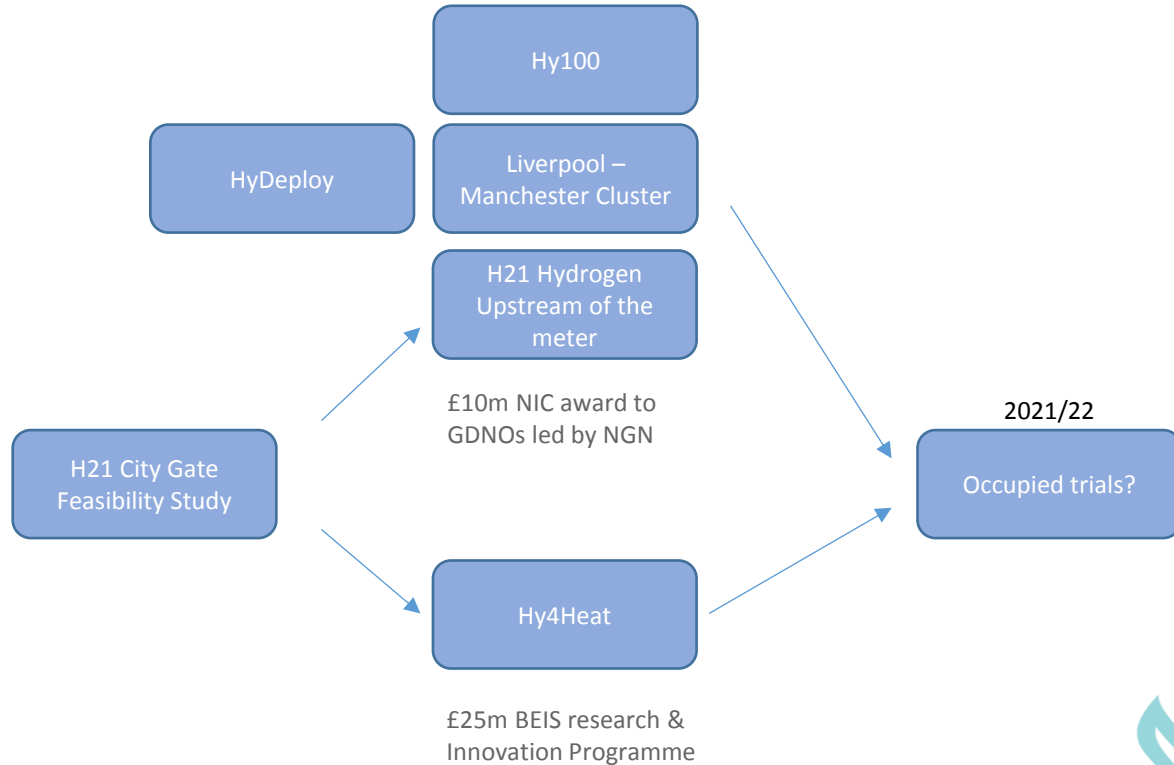 Hy100
HyDeploy
Liverpool –
Manchester Cluster
H21 Hydrogen
Upstream of the
meter
£10m NIC award to
GDNOs led by NGN
H21 City Gate
Feasibility Study
2021/22
Occupied trials?
Hy4Heat
£25m BEIS research &
Innovation Programme